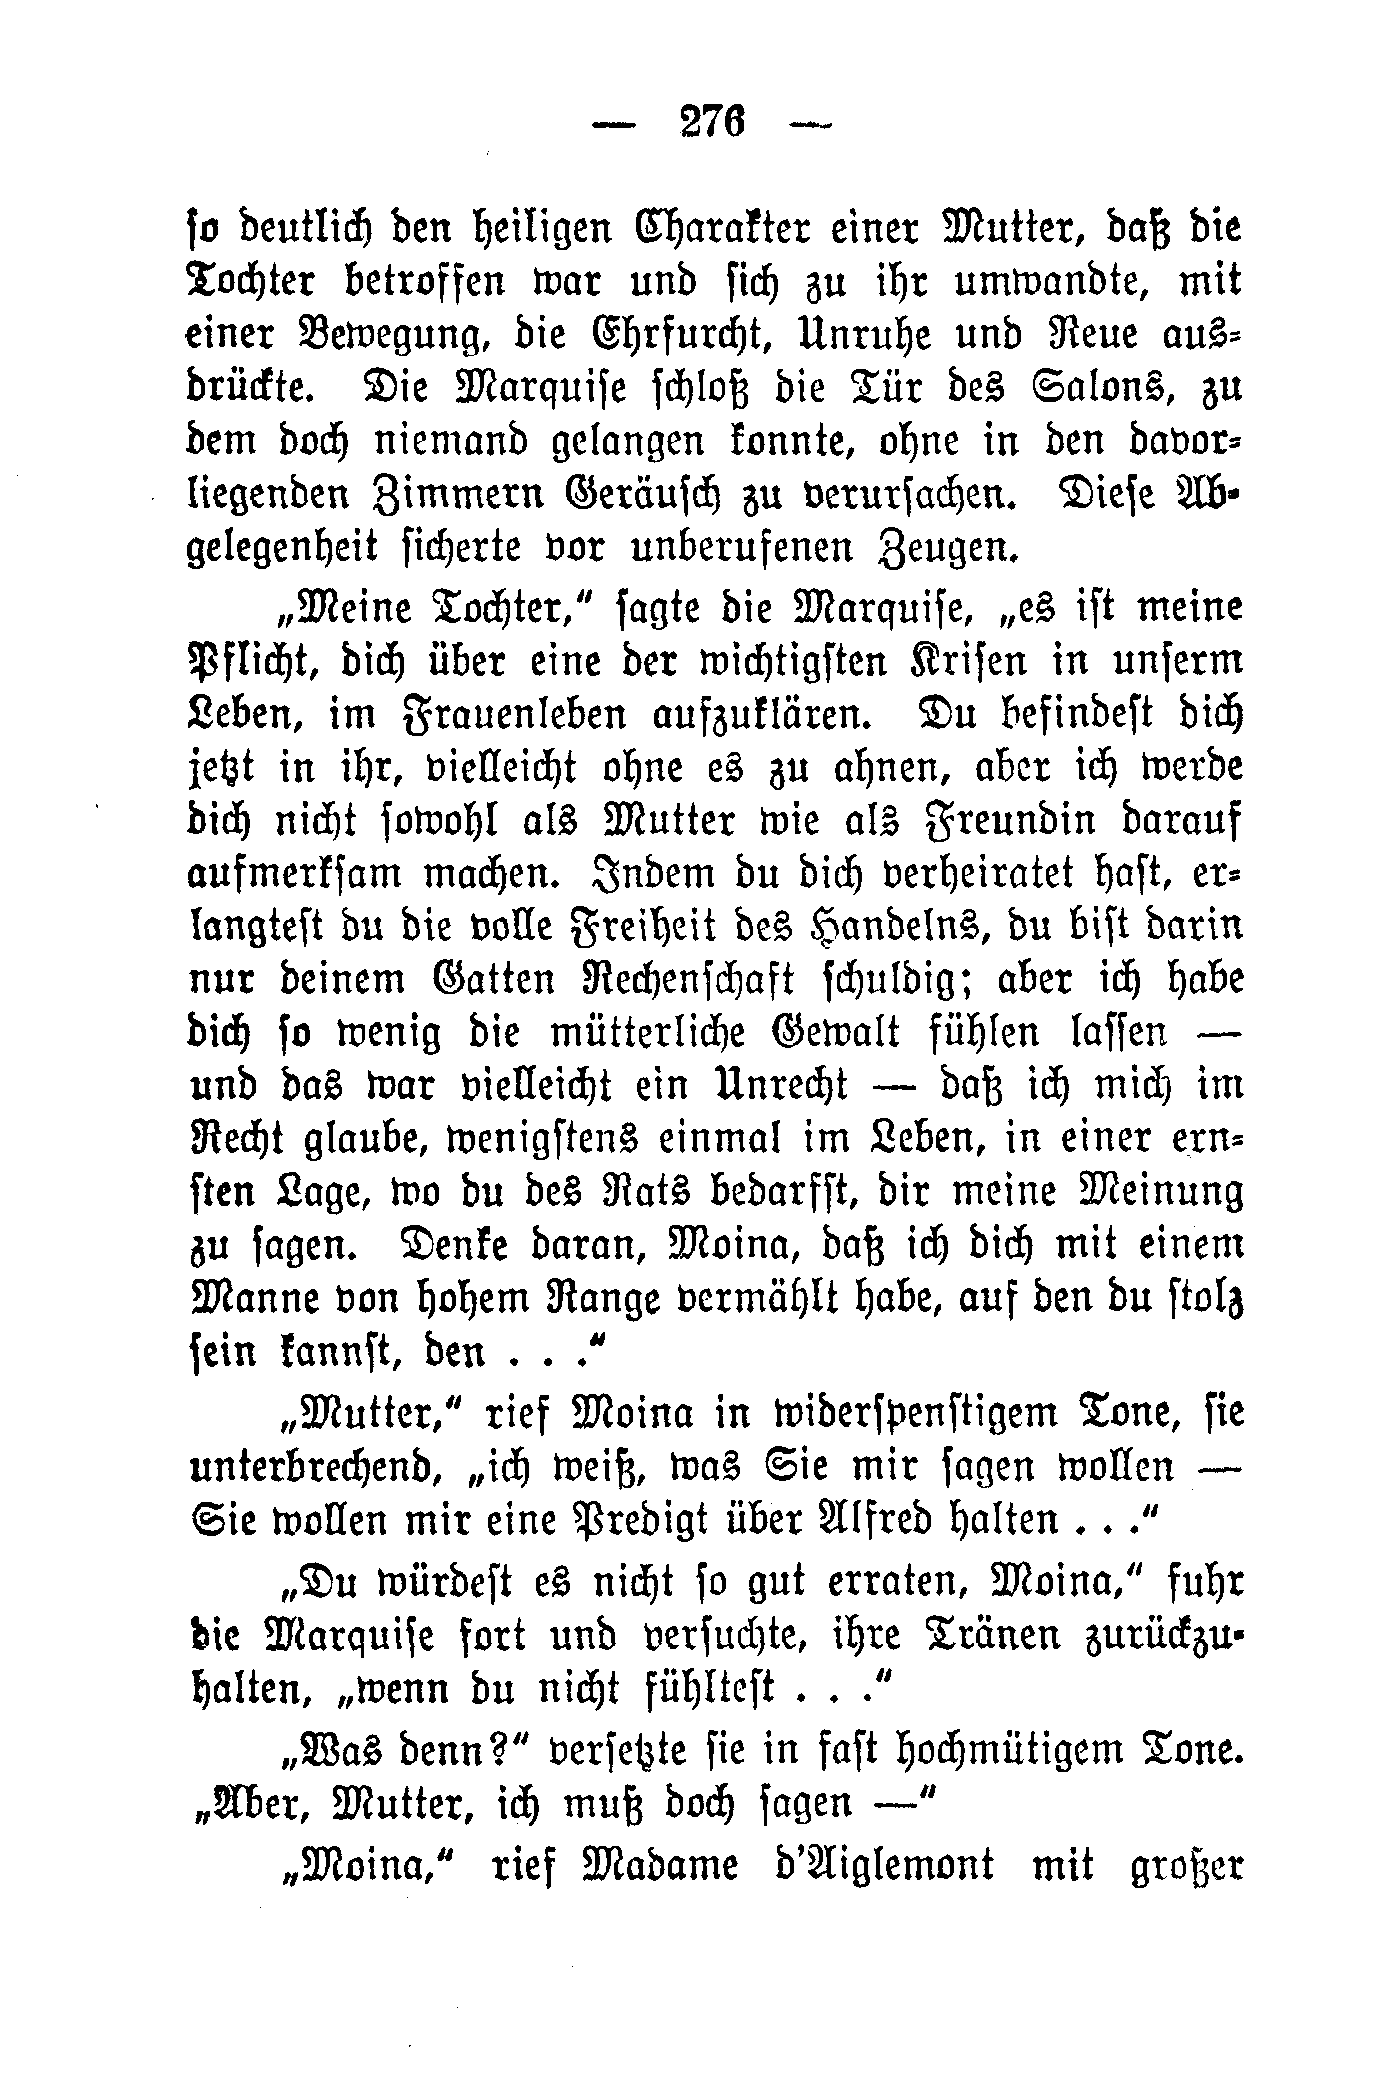 — 276 —
so deutlich den heiligen Charakter einer Mutter, daß die
Tochter betroffen war und sich zu ihr umwandte, mit
einer Bewegung, die Ehrfurcht, Unruhe und Reue aus-
drückte. Die Marquise schloß die Tür des Salons, zu
dem doch niemand gelangen konnte, ohne in den davor-
liegenden Zimmern Geräusch zu verursachen. Diese Ab-
gelegenheit sicherte vor unberufenen Zeugen.
„Meine Tochter,“ sagte die Marquise, „es ist meine
Pflicht, dich über eine der wichtigsten Krisen in unserm
Leben, im Frauenleben aufzuklären. Du befindest dich
jetzt in ihr, vielleicht ohne es zu ahnen, aber ich werde
dich nicht sowohl als Mutter wie als Freundin darauf
aufmerksam machen. Indem du dich verheiratet hast, er-
langtest du die volle Freiheit des Handelns, du bist darin
nur deinem Gatten Rechenschaft schuldig; aber ich habe
dich so wenig die mütterliche Gewalt fühlen lassen —
und das war vielleicht ein Unrecht — daß ich mich im
Recht glaube, wenigstens einmal im Leben, in einer ern-
sten Lage, wo du des Rats bedarfst, dir meine Meinung
zu sagen. Denke daran, Moina, daß ich dich mit einem
Manne von hohem Range vermählt habe, auf den du stolz
sein kannst, den . . .“
„Mutter,“ rief Moina in widerspenstigem Tone, sie
unterbrechend, „ich weiß, was Sie mir sagen wollen —
Sie wollen mir eine Predigt über Alfred halten . . .“
„Du würdest es nicht so gut erraten, Moina,“ fuhr
die Marquise fort und versuchte, ihre Tränen zurückzu-
halten, „wenn du nicht fühltest . . .“
„Was denn?“ versetzte sie in fast hochmütigem Tone.
„Aber, Mutter, ich muß doch sagen —“
„Moina,“ rief Madame d'Aiglemont mit großer